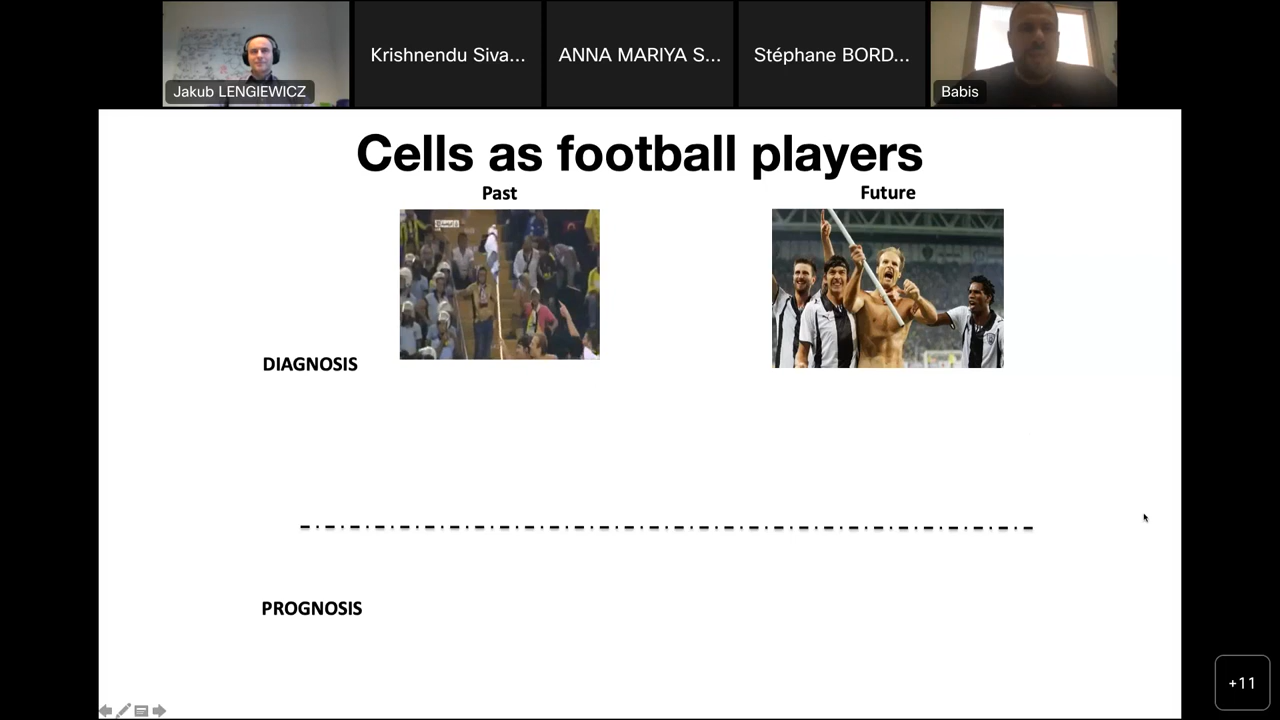 Jakub LENGIEWICZ
Krishnendu Siva...
ANNA MARIYA S...
Stéphane BORD...
Babis
Cells as football players
Past
Future
DIAGNOSIS
PROGNOSIS
+11